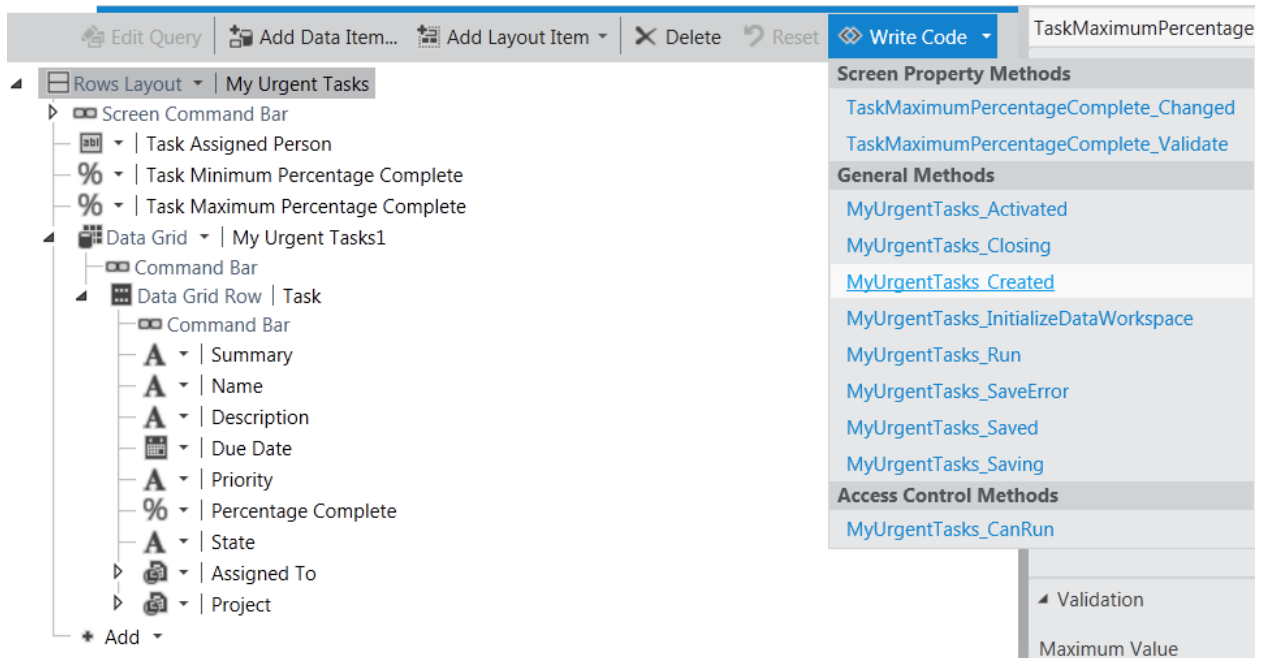 Edit Query Add Data Item... Add Layout Item Delete Reset Write Code
TaskMaximumPercentage
Rows Layout My Urgent Tasks
Screen Command Bar
abl Task Assigned Person
% Task Minimum Percentage Complete
% Task Maximum Percentage Complete
Data Grid My Urgent Tasks1
Command Bar
Data Grid Row Task
Command Bar
A Summary
A Name
A Description
Due Date
A Priority
% Percentage Complete
A State
Assigned To
Project
Add
Screen Property Methods
TaskMaximumPercentageComplete_Changed
TaskMaximumPercentageComplete_Validate
General Methods
MyUrgentTasks_Activated
MyUrgentTasks_Closing
MyUrgentTasks_Created
MyUrgentTasks_InitializeDataWorkspace
MyUrgentTasks_Run
MyUrgentTasks_SaveError
MyUrgentTasks_Saved
MyUrgentTasks_Saving
Access Control Methods
MyUrgentTasks_CanRun
Validation
Maximum Value